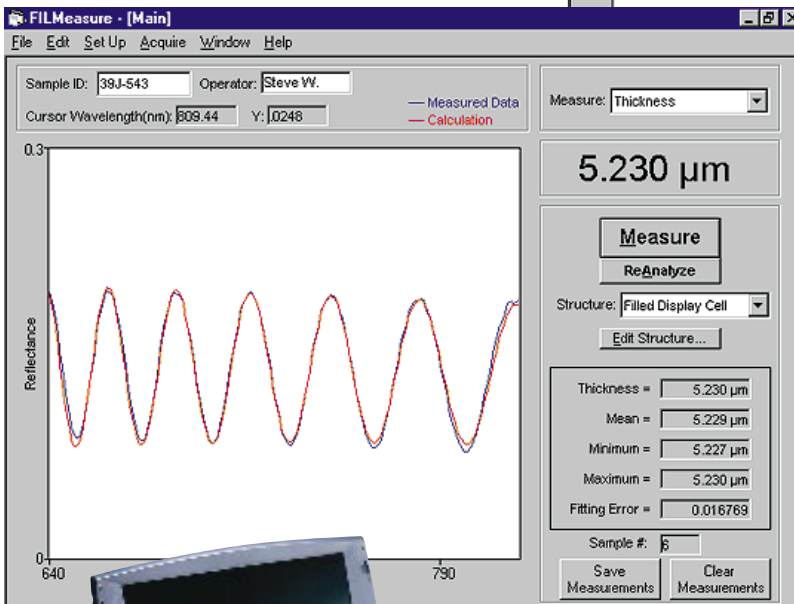 FILMeasure - [Main]
File Edit Set Up Acquire Window Help
Sample ID: 39J-543 Operator: Steve W.
Cursor Wavelength(nm): 809.44 Y: .0248
Measured Data
Calculation
Measure: Thickness
5.230 µm
Measure
ReAnalyze
Structure: Filled Display Cell
Edit Structure...
Thickness = 5.230 µm
Mean = 5.229 µm
Minimum = 5.227 µm
Maximum = 5.230 µm
Fitting Error = 0.016769
Sample #: 6
Save Measurements
Clear Measurements
0.3
Reflectance
0
640 790